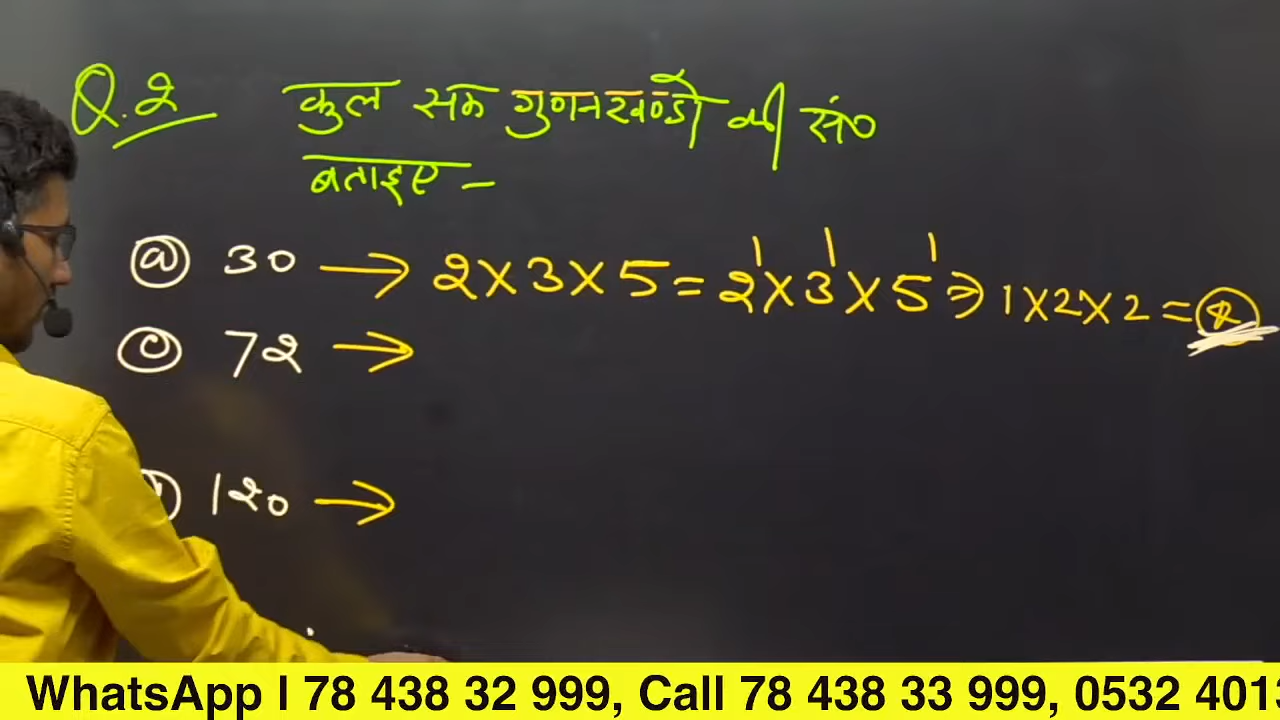 Q.2 कुल सम गुणनखण्डों की सं०
बताइए -
(a) 30 → 2×3×5 = 2¹×3¹×5¹ ⇒ 1×2×2 =
(c) 72 →
120 →
WhatsApp I 78 438 32 999, Call 78 438 33 999, 0532 401